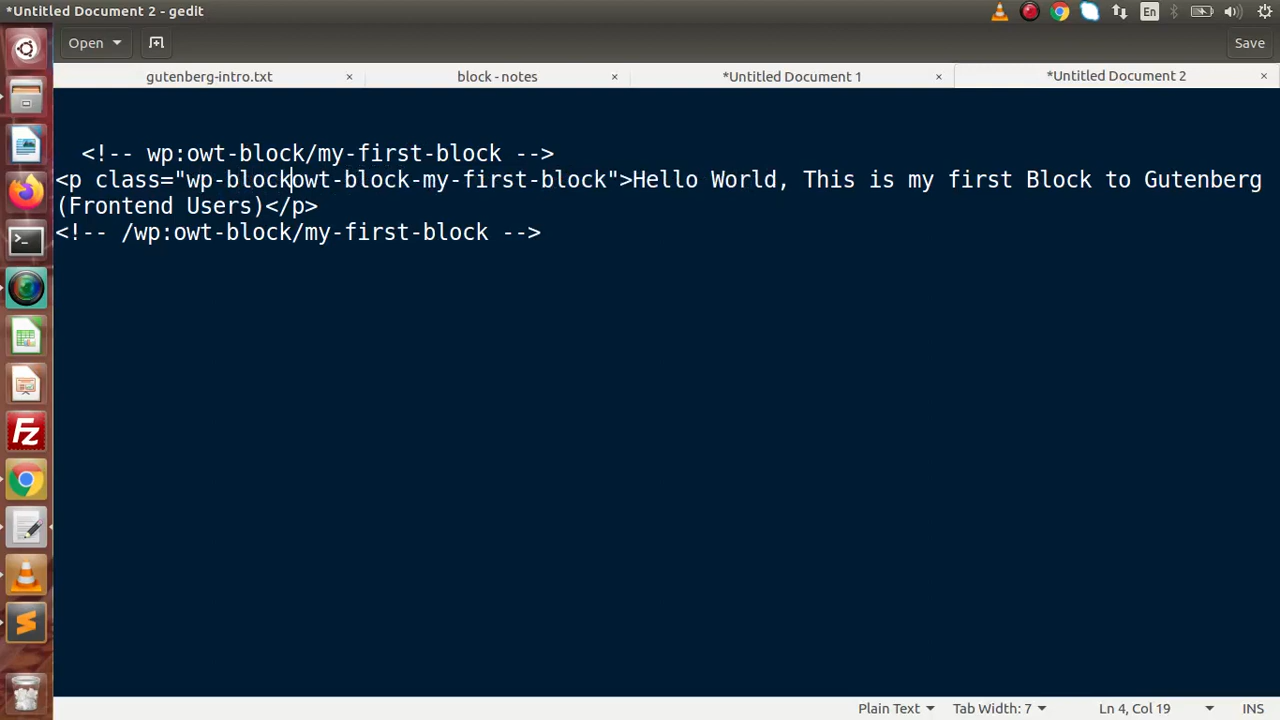 *Untitled Document 2 - gedit
En
Open
Save
gutenberg-intro.txt × block - notes × *Untitled Document 1 × *Untitled Document 2 ×
<!-- wp:owt-block/my-first-block -->
<p class="wp-blockowt-block-my-first-block">Hello World, This is my first Block to Gutenberg
(Frontend Users)</p>
<!-- /wp:owt-block/my-first-block -->
Fz
Plain Text Tab Width: 7 Ln 4, Col 19 INS